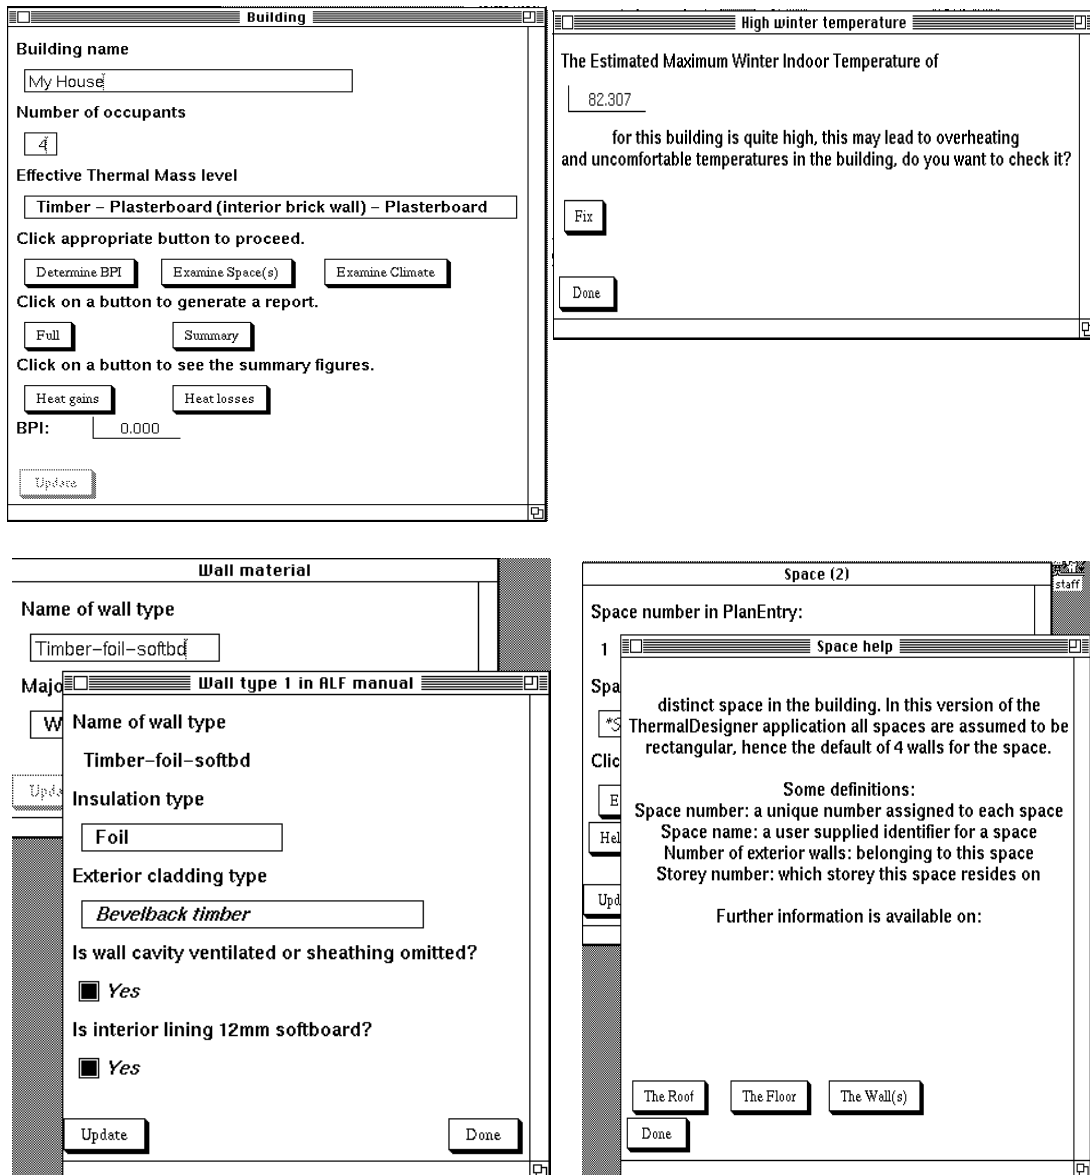 Building
Building name
My House
Number of occupants
4
Effective Thermal Mass level
Timber – Plasterboard (interior brick wall) – Plasterboard
Click appropriate button to proceed.
Determine BPI Examine Space(s) Examine Climate
Click on a button to generate a report.
Full Summary
Click on a button to see the summary figures.
Heat gains Heat losses
BPI: 0.000
Update
High winter temperature
The Estimated Maximum Winter Indoor Temperature of
82.307
for this building is quite high, this may lead to overheating
and uncomfortable temperatures in the building, do you want to check it?
Fix
Done
Wall material
Name of wall type
Timber–foil–softbd
Majo
W
Upda
Wall type 1 in ALF manual
Name of wall type
Timber–foil–softbd
Insulation type
Foil
Exterior cladding type
Bevelback timber
Is wall cavity ventilated or sheathing omitted?
Yes
Is interior lining 12mm softboard?
Yes
Update Done
Space (2)
staff
Space number in PlanEntry:
1
Spa
*S
Clic
E
Hel
Upd
Space help
distinct space in the building. In this version of the
ThermalDesigner application all spaces are assumed to be
rectangular, hence the default of 4 walls for the space.
Some definitions:
Space number: a unique number assigned to each space
Space name: a user supplied identifier for a space
Number of exterior walls: belonging to this space
Storey number: which storey this space resides on
Further information is available on:
The Roof The Floor The Wall(s)
Done